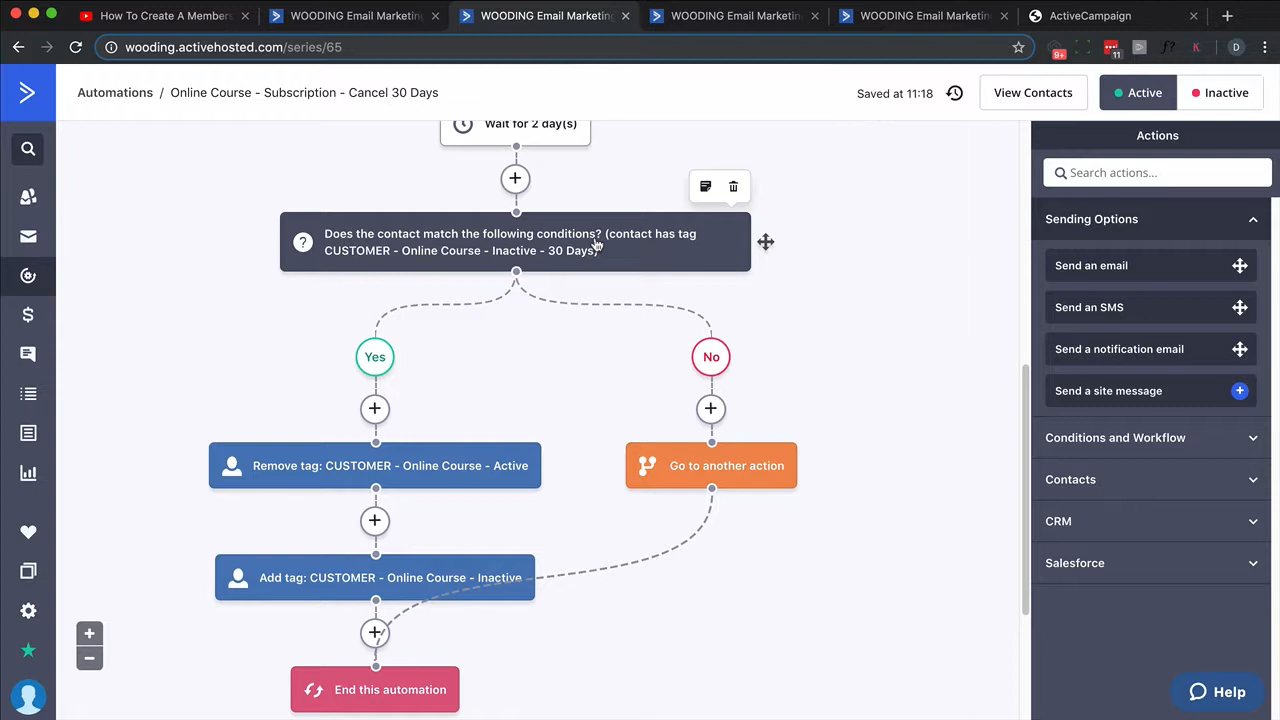 How To Create A Members
WOODING Email Marketing
WOODING Email Marketing
WOODING Email Marketing
WOODING Email Marketing
ActiveCampaign
wooding.activehosted.com/series/65
9+
11
f?
K
D
Automations / Online Course - Subscription - Cancel 30 Days
Saved at 11:18
View Contacts
Active
Inactive
Wait for 2 day(s)
Does the contact match the following conditions? (contact has tag
CUSTOMER - Online Course - Inactive - 30 Days)
Yes
No
Remove tag: CUSTOMER - Online Course - Active
Go to another action
Add tag: CUSTOMER - Online Course - Inactive
End this automation
Actions
Search actions...
Sending Options
Send an email
Send an SMS
Send a notification email
Send a site message
Conditions and Workflow
Contacts
CRM
Salesforce
Help